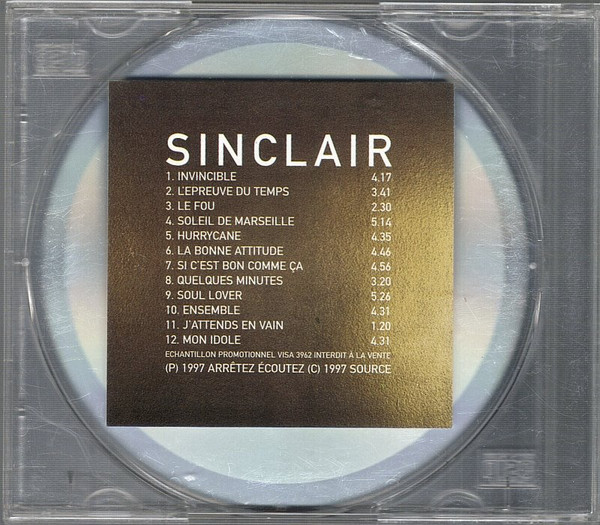 SINCLAIR
1. INVINCIBLE 4.17
2. L'EPREUVE DU TEMPS 3.41
3. LE FOU 2.30
4. SOLEIL DE MARSEILLE 5.14
5. HURRYCANE 4.35
6. LA BONNE ATTITUDE 4.46
7. SI C'EST BON COMME ÇA 4.56
8. QUELQUES MINUTES 3.20
9. SOUL LOVER 5.26
10. ENSEMBLE 4.31
11. J'ATTENDS EN VAIN 1.20
12. MON IDOLE 4.31
ECHANTILLON PROMOTIONNEL VISA 3962 INTERDIT À LA VENTE
(P) 1997 ARRÊTEZ ÉCOUTEZ (C) 1997 SOURCE